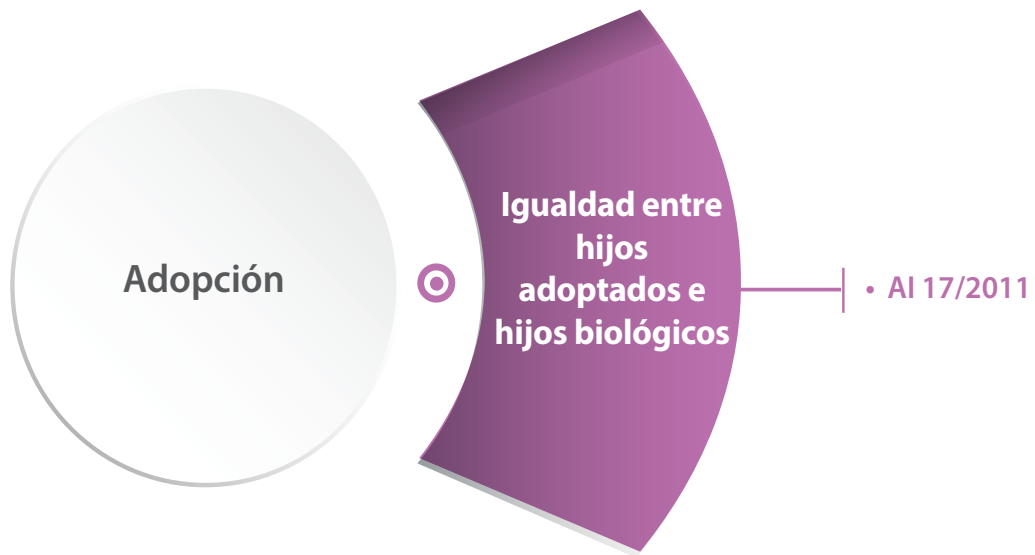 Adopción
Igualdad entre
hijos
adoptados e
hijos biológicos
• AI 17/2011